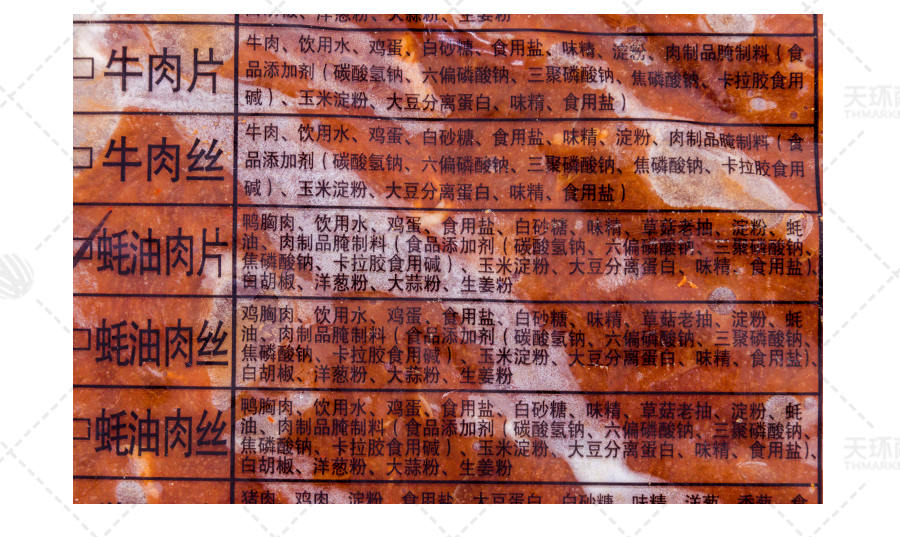 牛肉片
牛肉、饮用水、鸡蛋、白砂糖、食用盐、味精、淀粉、肉制品腌制料（食
品添加剂（碳酸氢钠、六偏磷酸钠、三聚磷酸钠、焦磷酸钠、卡拉胶食用
碱）、玉米淀粉、大豆分离蛋白、味精、食用盐）
牛肉丝
牛肉、饮用水、鸡蛋、白砂糖、食用盐、味精、淀粉、肉制品腌制料（食
品添加剂（碳酸氢钠、六偏磷酸钠、三聚磷酸钠、焦磷酸钠、卡拉胶食用
碱）、玉米淀粉、大豆分离蛋白、味精、食用盐）
蚝油肉片
鸭胸肉、饮用水、鸡蛋、食用盐、白砂糖、味精、草菇老抽、淀粉、蚝
油、肉制品腌制料（食品添加剂（碳酸氢钠、六偏磷酸钠、三聚磷酸钠、
焦磷酸钠、卡拉胶食用碱）、玉米淀粉、大豆分离蛋白、味精、食用盐）、
白胡椒、洋葱粉、大蒜粉、生姜粉
蚝油肉丝
鸡胸肉、饮用水、鸡蛋、食用盐、白砂糖、味精、草菇老抽、淀粉、蚝
油、肉制品腌制料（食品添加剂（碳酸氢钠、六偏磷酸钠、三聚磷酸钠、
焦磷酸钠、卡拉胶食用碱）、玉米淀粉、大豆分离蛋白、味精、食用盐）、
白胡椒、洋葱粉、大蒜粉、生姜粉
蚝油肉丝
鸭胸肉、饮用水、鸡蛋、食用盐、白砂糖、味精、草菇老抽、淀粉、蚝
油、肉制品腌制料（食品添加剂（碳酸氢钠、六偏磷酸钠、三聚磷酸钠、
焦磷酸钠、卡拉胶食用碱）、玉米淀粉、大豆分离蛋白、味精、食用盐）、
白胡椒、洋葱粉、大蒜粉、生姜粉
猪肉、鸡肉、淀粉、食用盐、大豆蛋白、白砂糖、味精、洋葱、香菇、食
天环
THMARK
天环
THMARK